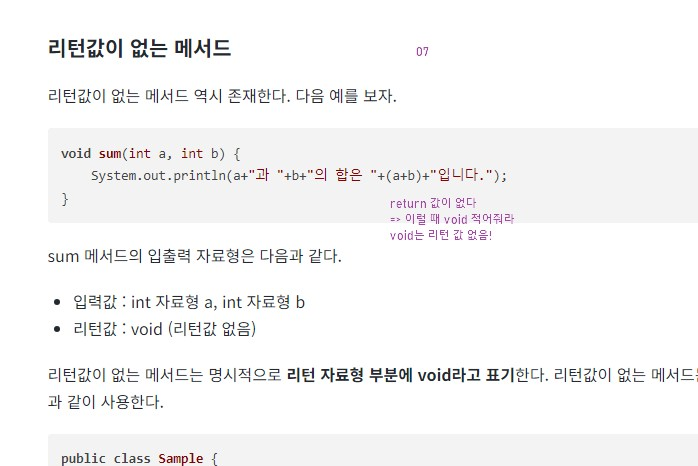 리턴값이 없는 메서드
07
리턴값이 없는 메서드 역시 존재한다. 다음 예를 보자.
void sum(int a, int b) {
    System.out.println(a+"과 "+b+"의 합은 "+(a+b)+"입니다.");
}
return 값이 없다
=> 이럴 때 void 적어줘라
void는 리턴 값 없음!
sum 메서드의 입출력 자료형은 다음과 같다.
• 입력값 : int 자료형 a, int 자료형 b
• 리턴값 : void (리턴값 없음)
리턴값이 없는 메서드는 명시적으로 리턴 자료형 부분에 void라고 표기한다. 리턴값이 없는 메서드
과 같이 사용한다.
public class Sample {